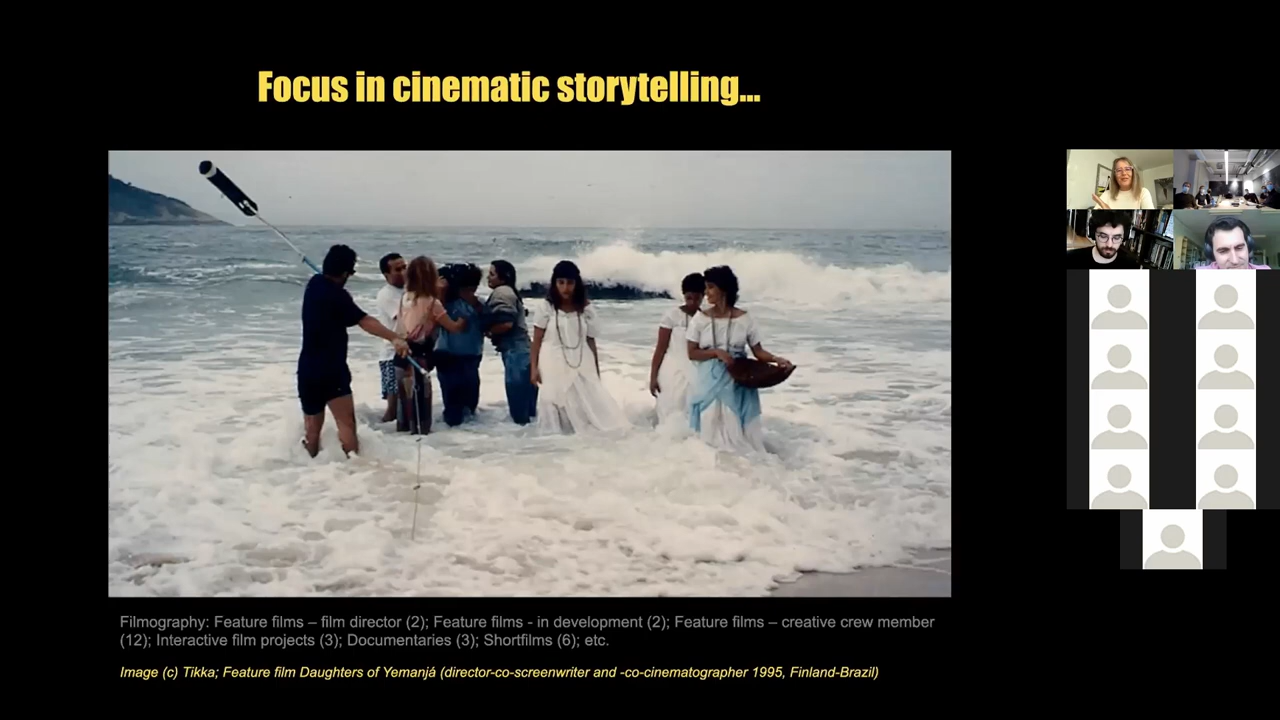 Focus in cinematic storytelling...
Filmography: Feature films – film director (2); Feature films - in development (2); Feature films – creative crew member
(12); Interactive film projects (3); Documentaries (3); Shortfilms (6); etc.
Image (c) Tikka; Feature film Daughters of Yemanjá (director-co-screenwriter and -co-cinematographer 1995, Finland-Brazil)